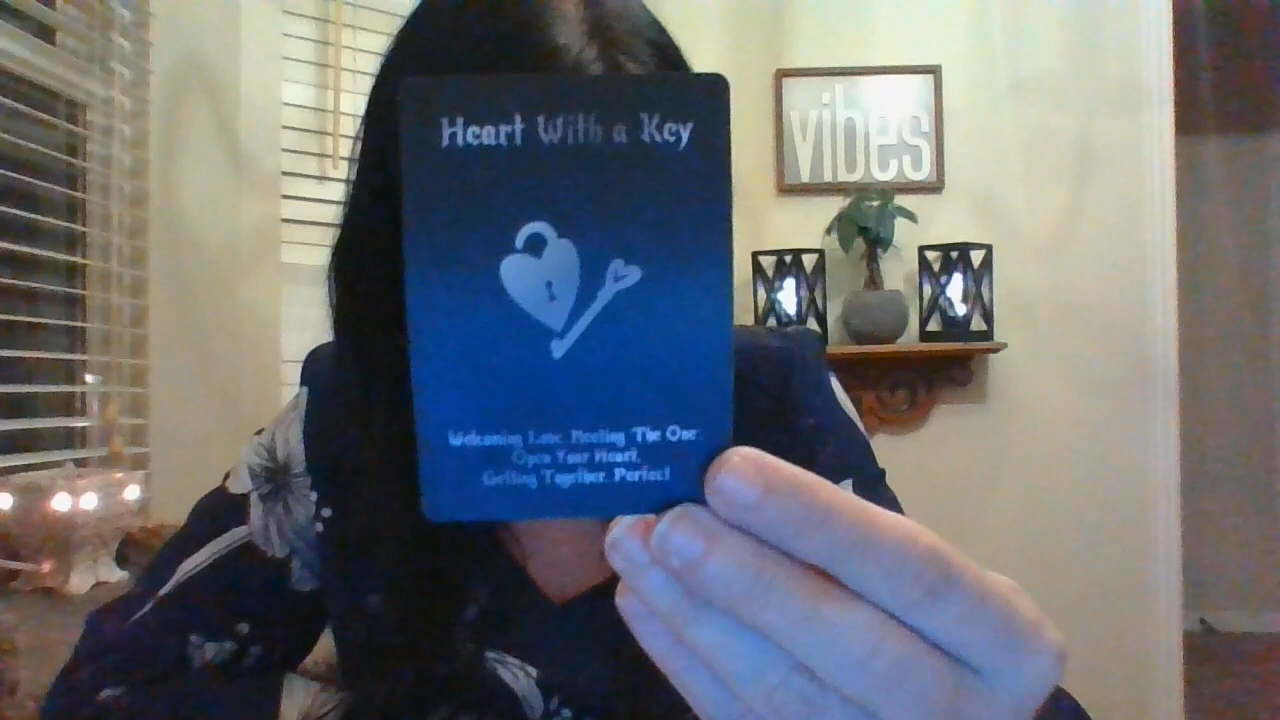 Heart With a Key
vibes
Welcoming Love, Meeting 'The One',
Open Your Heart,
Getting Together, Perfect